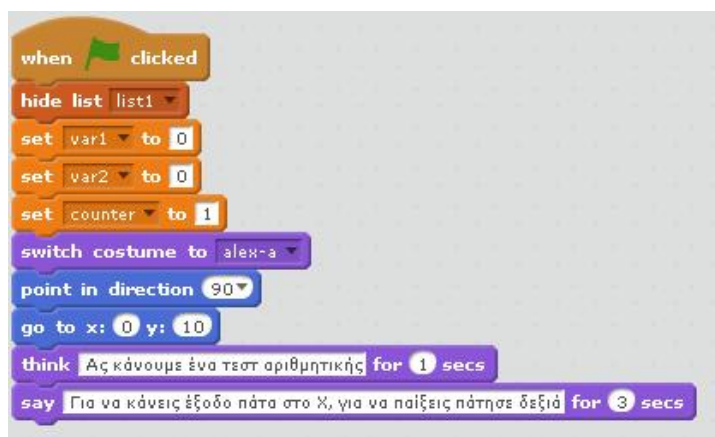 when clicked
hide list list1
set var1 to 0
set var2 to 0
set counter to 1
switch costume to alex-a
point in direction 90
go to x: 0 y: 10
think Ας κάνουμε ένα τεστ αριθμητικής for 1 secs
say Για να κάνεις έξοδο πάτα στο Χ, για να παίξεις πάτησε δεξιά for 3 secs